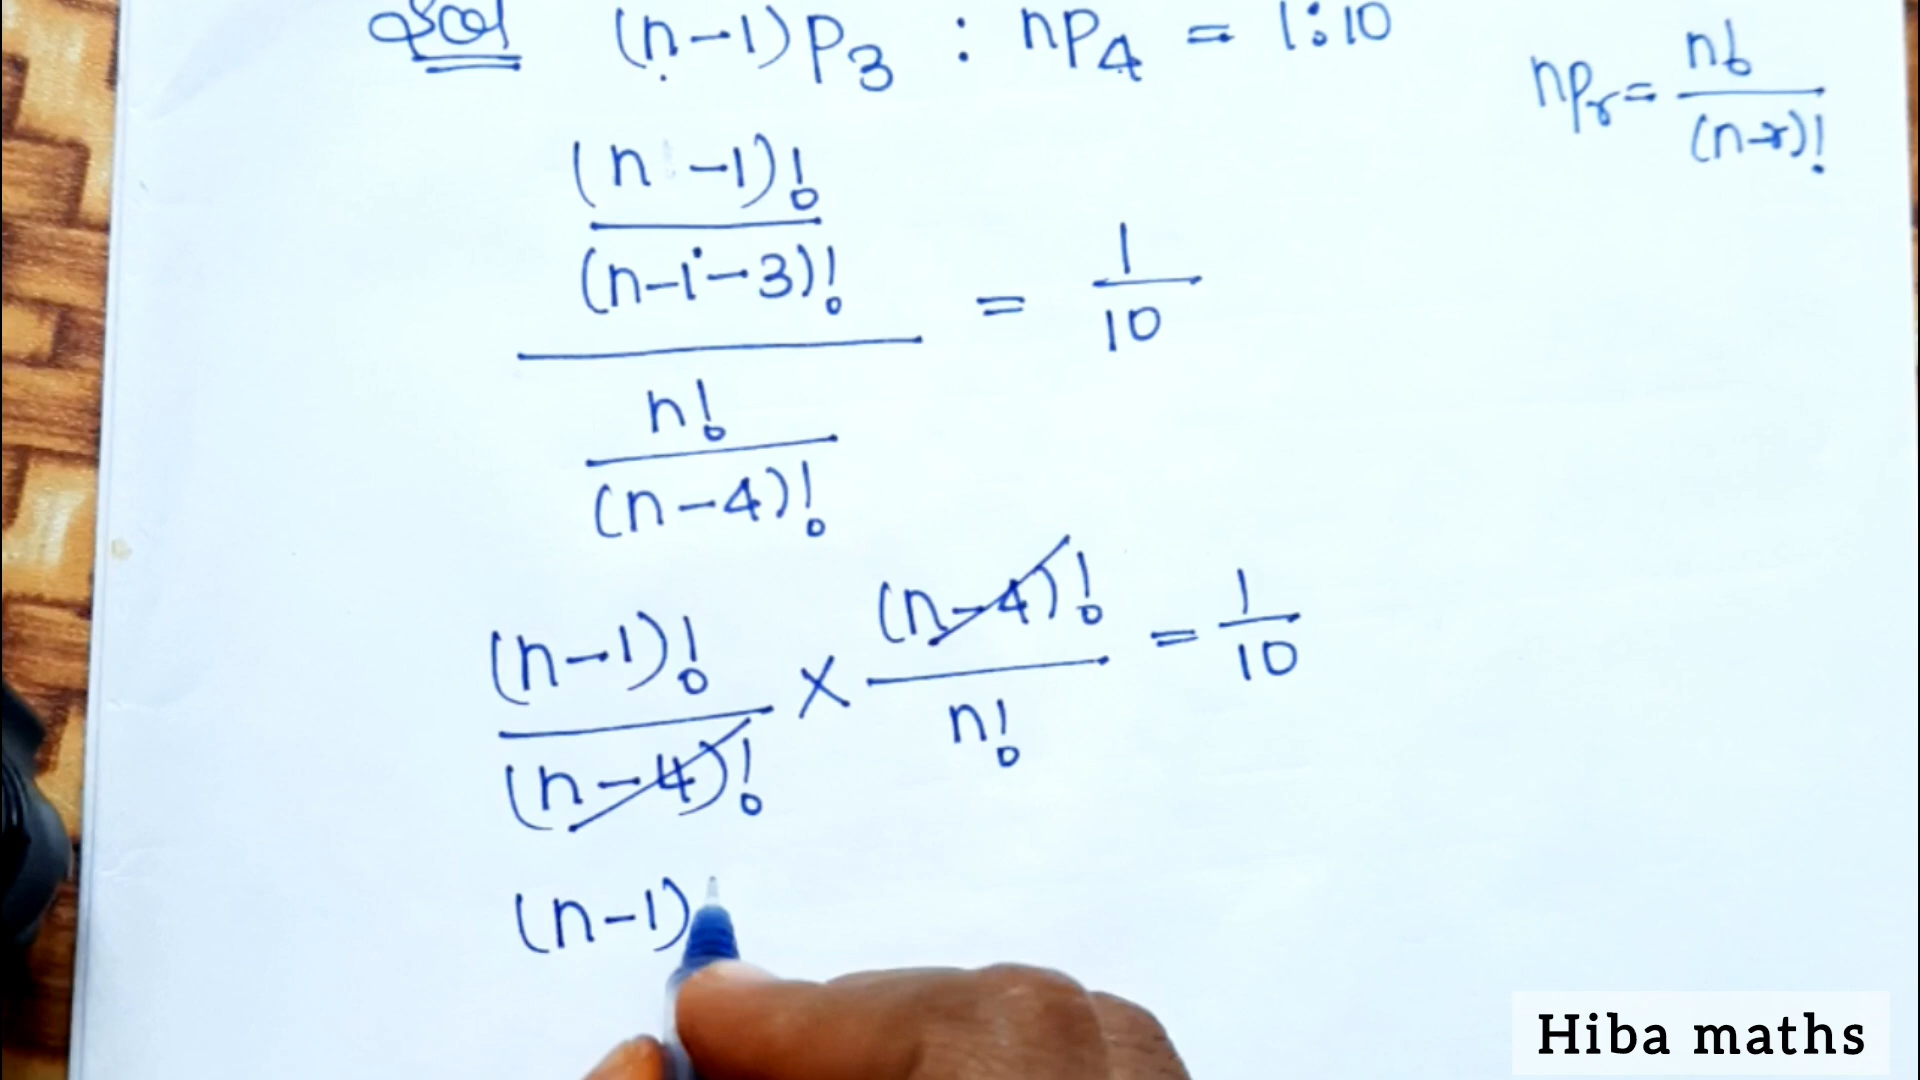 Sol (n-1)P₃ : nP₄ = 1:10
nPr = n!/(n-r)!
(n-1)!
(n-1-3)!
= 1/10
n!
(n-4)!
(n-1)!/(n-4)! × (n-4)!/n! = 1/10
(n-1)
Hiba maths